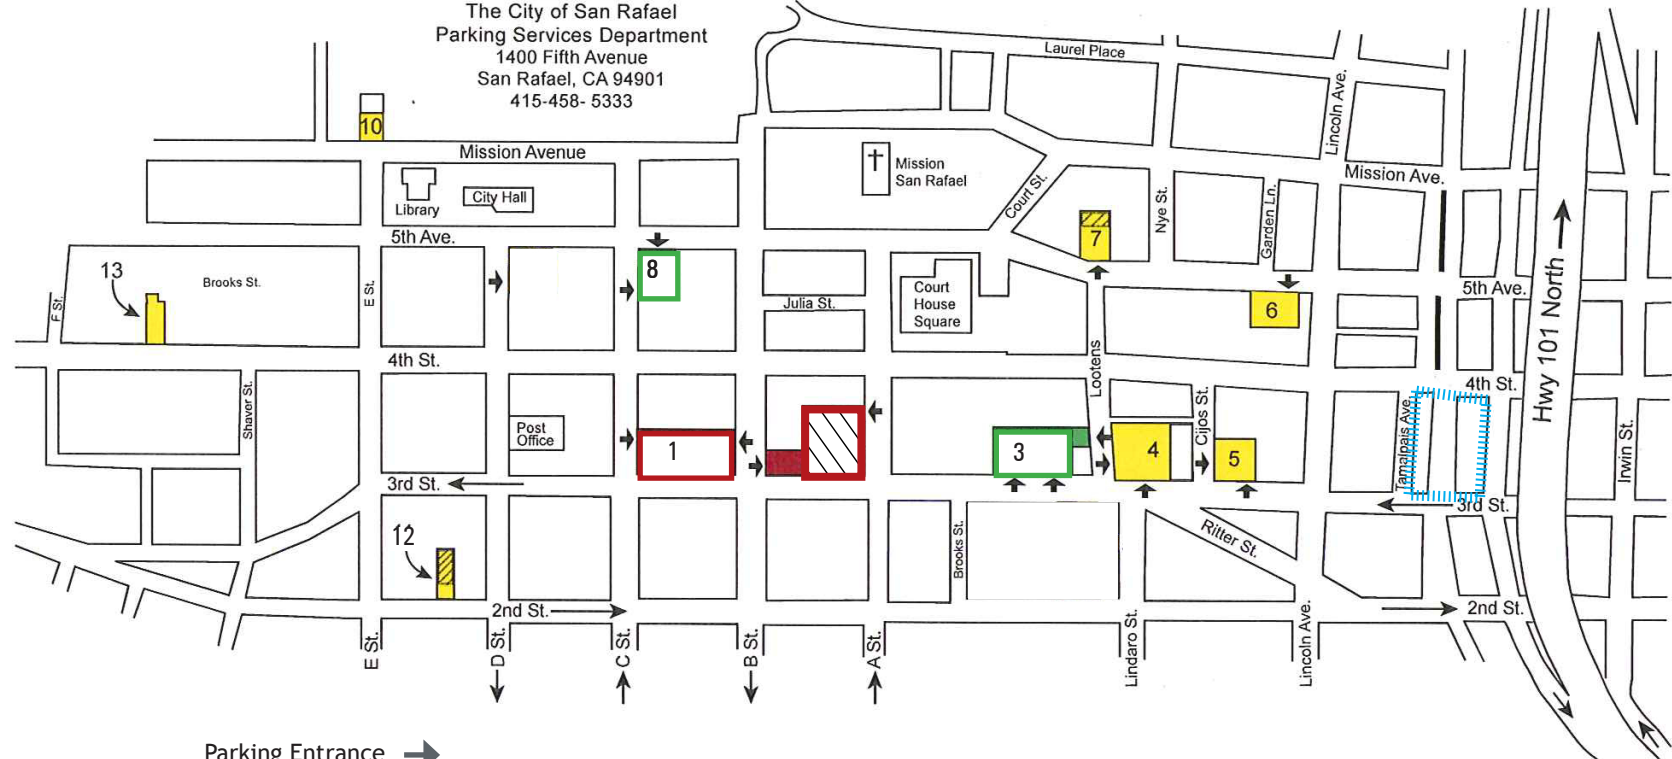 The City of San Rafael
Parking Services Department
1400 Fifth Avenue
San Rafael, CA 94901
415-458- 5333
Laurel Place
Lincoln Ave.
10
Mission Avenue
Mission
San Rafael
Court St.
Mission Ave.
Library
City Hall
Nye St.
Garden Ln.
5th Ave.
7
8
13
Brooks St.
F St.
E St.
Julia St.
Court
House
Square
6
5th Ave.
Hwy 101 North
4th St.
Lootens
4th St.
Shaver St.
Post
Office
1
3
4
Cijos St.
5
Tamalpais Ave.
Irwin St.
3rd St.
3rd St.
12
Brooks St.
Ritter St.
2nd St.
2nd St.
E St.
D St.
C St.
B St.
A St.
Lindaro St.
Lincoln Ave.
Parking Entrance